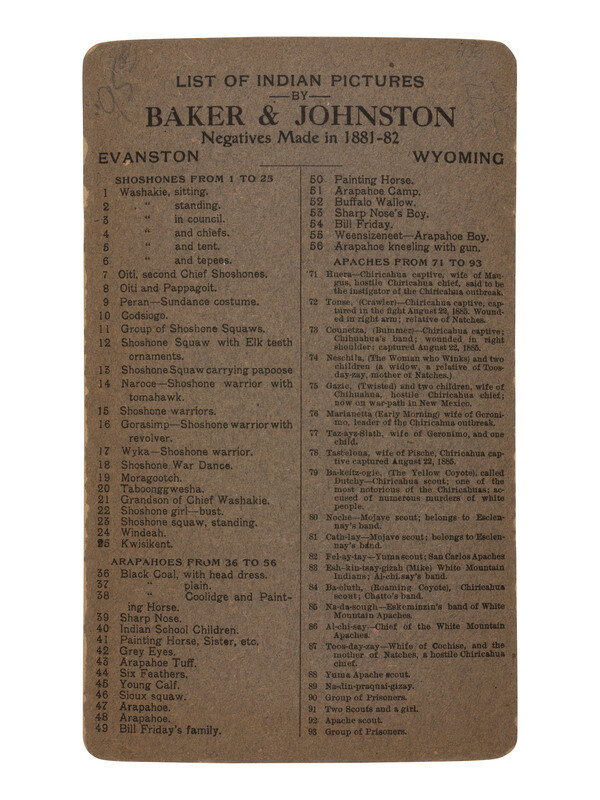 LIST OF INDIAN PICTURES
—BY—
BAKER & JOHNSTON
Negatives Made in 1881-82
EVANSTON WYOMING
SHOSHONES FROM 1 TO 25
1 Washakie, sitting.
2 " standing.
3 " in council.
4 " and chiefs.
5 " and tent.
6 " and tepees.
7 Oiti, second Chief Shoshones.
8 Oiti and Pappagoit.
9 Peran—Sundance costume.
10 Godsiogo.
11 Group of Shoshone Squaws.
12 Shoshone Squaw with Elk teeth
ornaments.
13 Shoshone Squaw carrying papoose
14 Naroce—Shoshone warrior with
tomahawk.
15 Shoshone warriors.
16 Gorasimp—Shoshone warrior with
revolver.
17 Wyka—Shoshone warrior.
18 Shoshone War Dance.
19 Moragootch.
20 Taboonggwesha.
21 Grandson of Chief Washakie.
22 Shoshone girl—bust.
23 Shoshone squaw, standing.
24 Windeah.
25 Kwisikent.
ARAPAHOES FROM 36 TO 56
36 Black Coal, with head dress.
37 " plain.
38 " Coolidge and Paint-
ing Horse.
39 Sharp Nose.
40 Indian School Children.
41 Painting Horse, Sister, etc.
42 Grey Eyes.
43 Arapahoe Tuff.
44 Six Feathers.
45 Young Calf.
46 Sioux squaw.
47 Arapahoe.
48 Arapahoe.
49 Bill Friday's family.
50 Painting Horse.
51 Arapahoe Camp.
52 Buffalo Wallow.
53 Sharp Nose's Boy.
54 Bill Friday.
55 Weensizeneet—Arapahoe Boy.
56 Arapahoe kneeling with gun.
APACHES FROM 71 TO 93
71 Huera—Chiricahua captive, wife of Man-
gus, hostile Chiricahua chief, said to be
the instigator of the Chiricahua outbreak.
72 Tonse, (Crawler)—Chiricahua captive, cap-
tured in the fight August 22, 1885. Wound-
ed in right arm; relative of Natches.
73 Counetza, (Bummer)—Chiricahua captive;
Chihuahua's band; wounded in right
shoulder; captured August 22, 1885.
74 Neschila, (The Woman who Winks) and two
children (a widow, a relative of Toos-
day-zay, mother of Natches.)
75 Gazic, (Twisted) and two children, wife of
Chihuahua, hostile Chiricahua chief;
now on war-path in New Mexico.
76 Marianetta (Early Morning) wife of Geroni-
mo, leader of the Chiricahua outbreak.
77 Taz-ayz-Slath, wife of Geronimo, and one
child.
78 Tascelona, wife of Pische, Chiricahua cap-
tive captured August 22, 1885.
79 Ba-keitz-ogie, (The Yellow Coyote), called
Dutchy—Chiricahua scout; one of the
most notorious of the Chiricahuas; ac-
cused of numerous murders of white
people.
80 Noche—Mojave scout; belongs to Esclen-
nay's band.
81 Cath-lay—Mojave scout; belongs to Esclen-
nay's band.
82 Pel-ay-tay—Yuma scout; San Carlos Apaches
83 Esh-kin-tsay-gizah (Mike) White Mountain
Indians; Al-chi-say's band.
84 Ba-cluth, (Roaming Coyote), Chiricahua
scout; Chatto's band.
85 Na-da-sough—Eskominzin's band of White
Mountain Apaches.
86 Al-chi-say—Chief of the White Mountain
Apaches.
87 Toos-day-zay—Whife of Cochise, and the
mother of Natches, a hostile Chiricahua
chief.
88 Yuma Apache scout.
89 Na-din-praquai-gizay.
90 Group of Prisoners.
91 Two Scouts and a girl.
92 Apache scout.
93 Group of Prisoners.